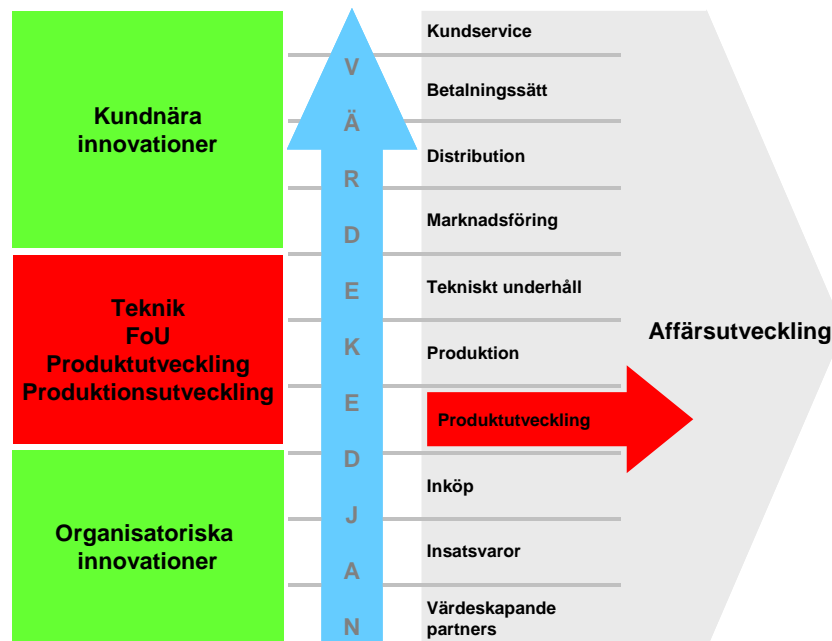 Kundnära
innovationer
Teknik
FoU
Produktutveckling
Produktionsutveckling
Organisatoriska
innovationer
V
Ä
R
D
E
K
E
D
J
A
N
Kundservice
Betalningssätt
Distribution
Marknadsföring
Tekniskt underhåll
Produktion
Produktutveckling
Inköp
Insatsvaror
Värdeskapande
partners
Affärsutveckling